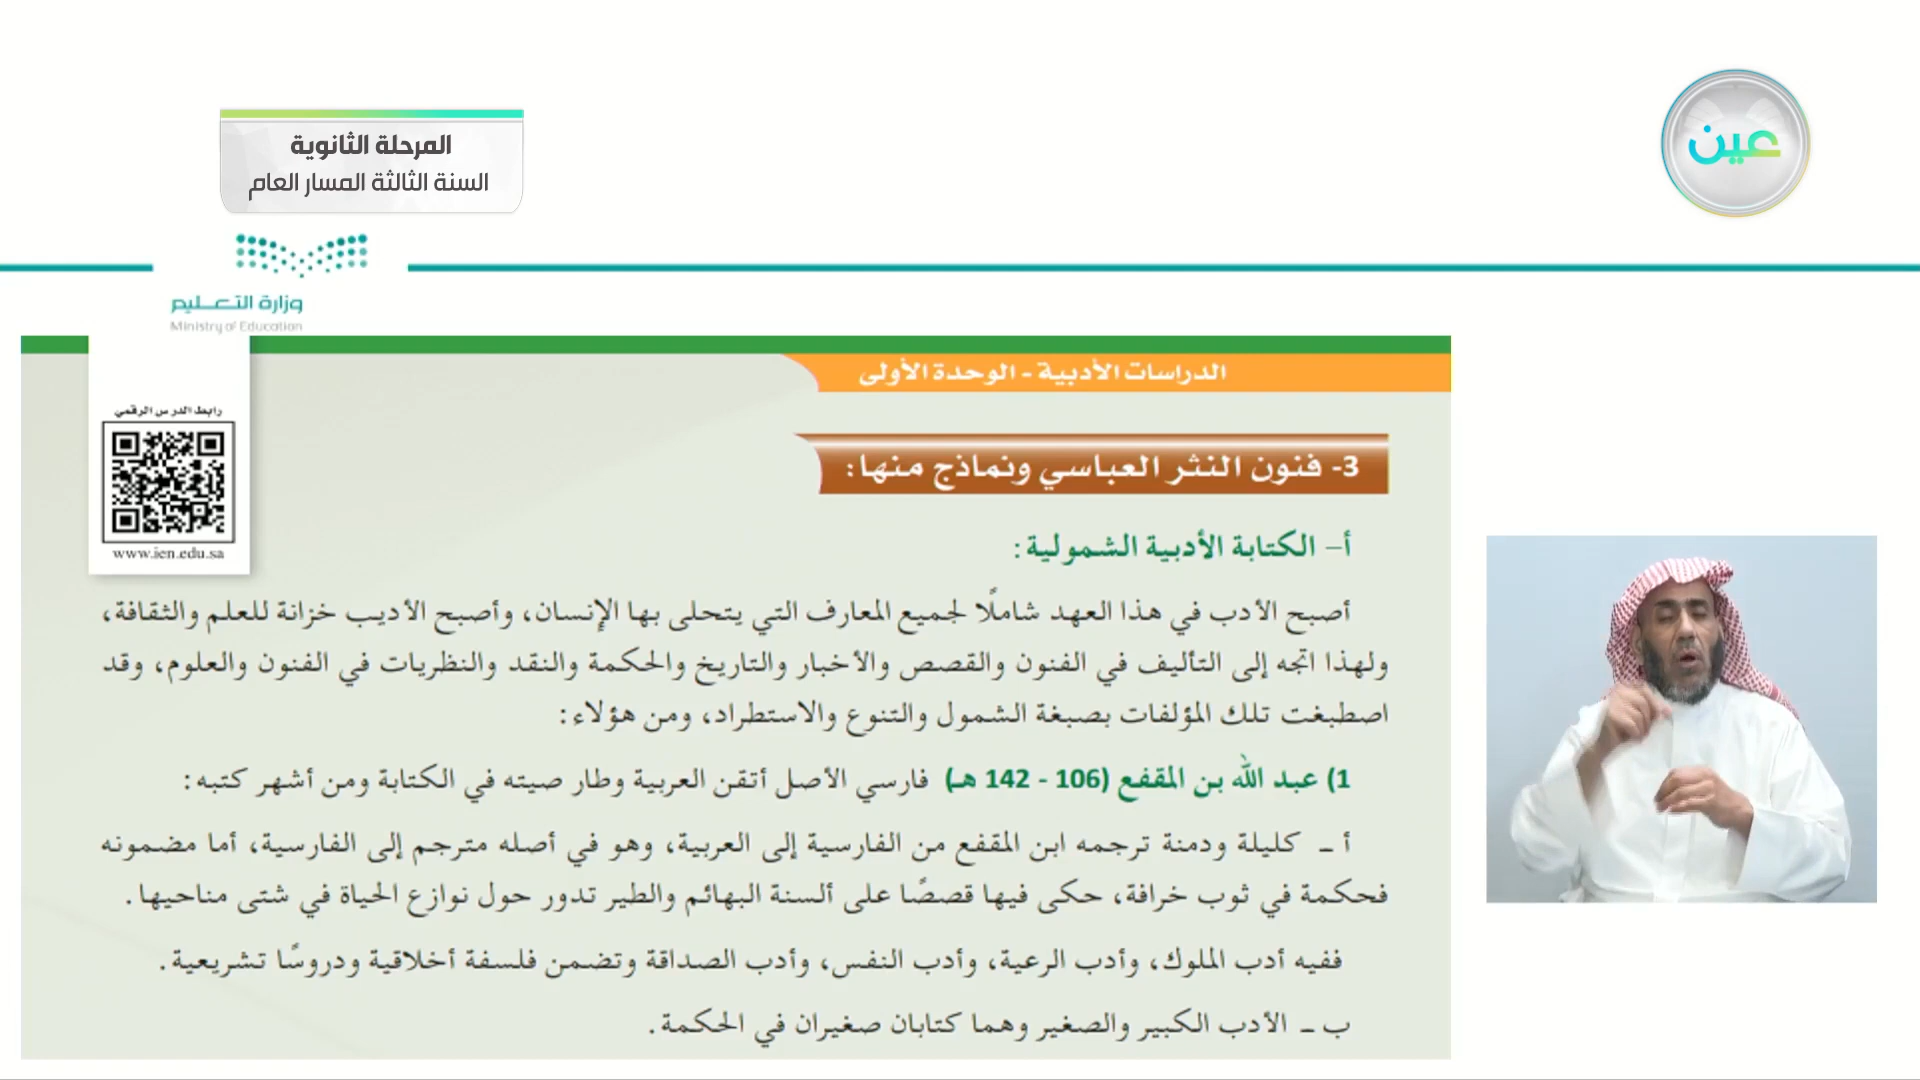 المرحلة الثانوية
السنة الثالثة المسار العام
عين
وزارة التعليم
Ministry of Education
الدراسات الأدبية - الوحدة الأولى
رابط الدرس الرقمي
www.ien.edu.sa
3- فنون النثر العباسي ونماذج منها:
أ– الكتابة الأدبية الشمولية:
أصبح الأدب في هذا العهد شاملًا لجميع المعارف التي يتحلى بها الإنسان، وأصبح الأديب خزانة للعلم والثقافة،
ولهذا اتجه إلى التأليف في الفنون والقصص والأخبار والتاريخ والحكمة والنقد والنظريات في الفنون والعلوم، وقد
اصطبغت تلك المؤلفات بصبغة الشمول والتنوع والاستطراد، ومن هؤلاء:
1) عبد الله بن المقفع (106 - 142 هـ) فارسي الأصل أتقن العربية وطار صيته في الكتابة ومن أشهر كتبه:
أ ــ كليلة ودمنة ترجمه ابن المقفع من الفارسية إلى العربية، وهو في أصله مترجم إلى الفارسية، أما مضمونه
فحكمة في ثوب خرافة، حكى فيها قصصًا على ألسنة البهائم والطير تدور حول نوازع الحياة في شتى مناحيها.
ففيه أدب الملوك، وأدب الرعية، وأدب النفس، وأدب الصداقة وتضمن فلسفة أخلاقية ودروسًا تشريعية.
ب ــ الأدب الكبير والصغير وهما كتابان صغيران في الحكمة.